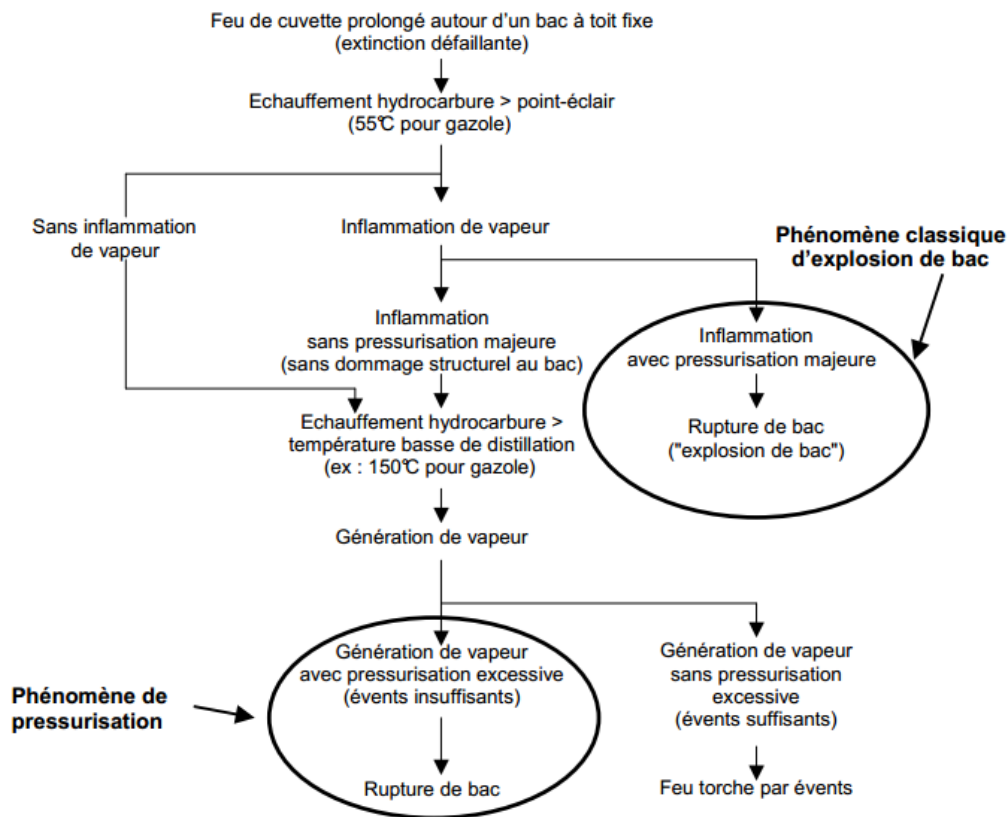 Feu de cuvette prolongé autour d'un bac à toit fixe
(extinction défaillante)
Echauffement hydrocarbure > point-éclair
(55°C pour gazole)
Sans inflammation
de vapeur
Inflammation de vapeur
Phénomène classique
d'explosion de bac
Inflammation
sans pressurisation majeure
(sans dommage structurel au bac)
Inflammation
avec pressurisation majeure
Echauffement hydrocarbure >
température basse de distillation
(ex : 150°C pour gazole)
Rupture de bac
("explosion de bac")
Génération de vapeur
Génération de vapeur
avec pressurisation excessive
(évents insuffisants)
Génération de vapeur
sans pressurisation
excessive
(évents suffisants)
Phénomène de
pressurisation
Rupture de bac
Feu torche par évents